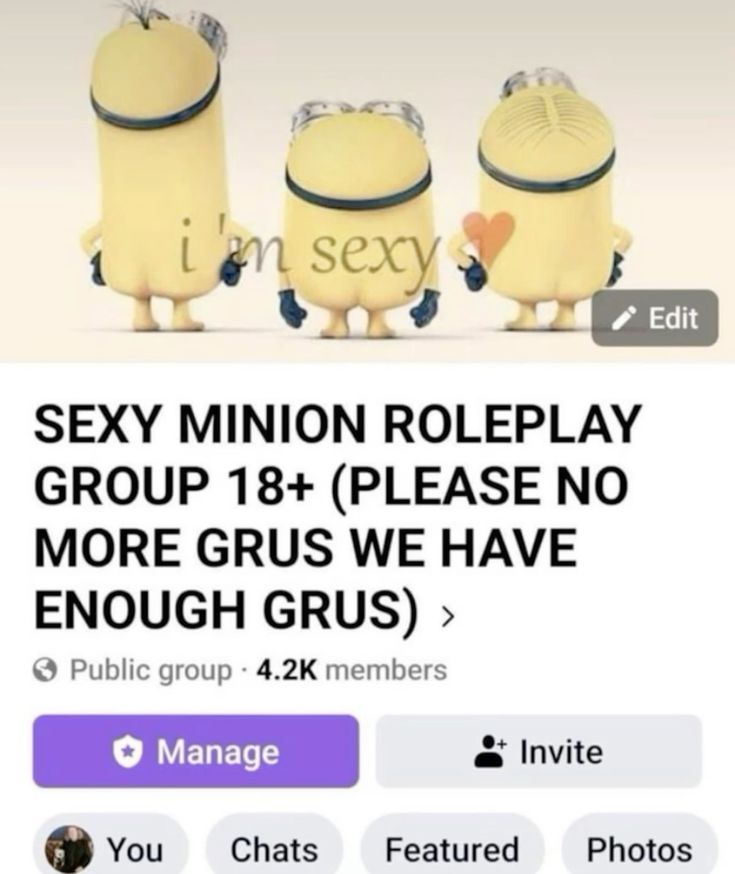 i'm sexy
Edit
SEXY MINION ROLEPLAY
GROUP 18+ (PLEASE NO
MORE GRUS WE HAVE
ENOUGH GRUS) >
Public group · 4.2K members
Manage
Invite
You
Chats
Featured
Photos